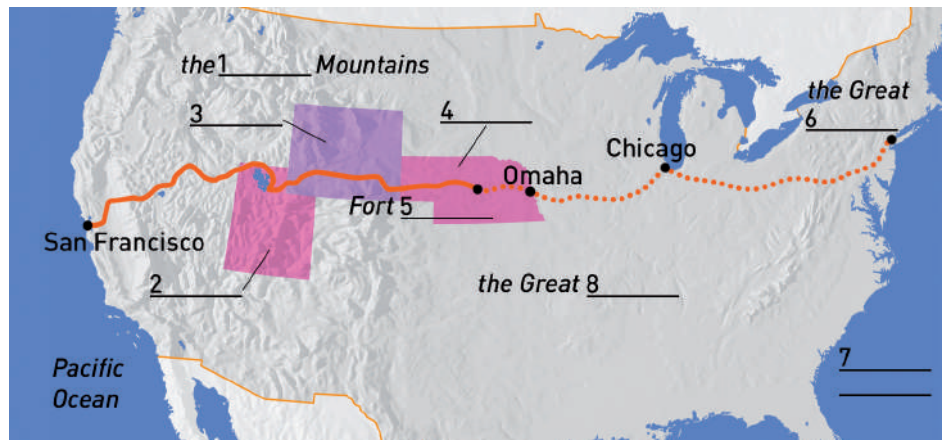 the 1 Mountains
3
4
the Great
6
Chicago
Omaha
Fort 5
San Francisco
2
the Great 8
7
Pacific
Ocean